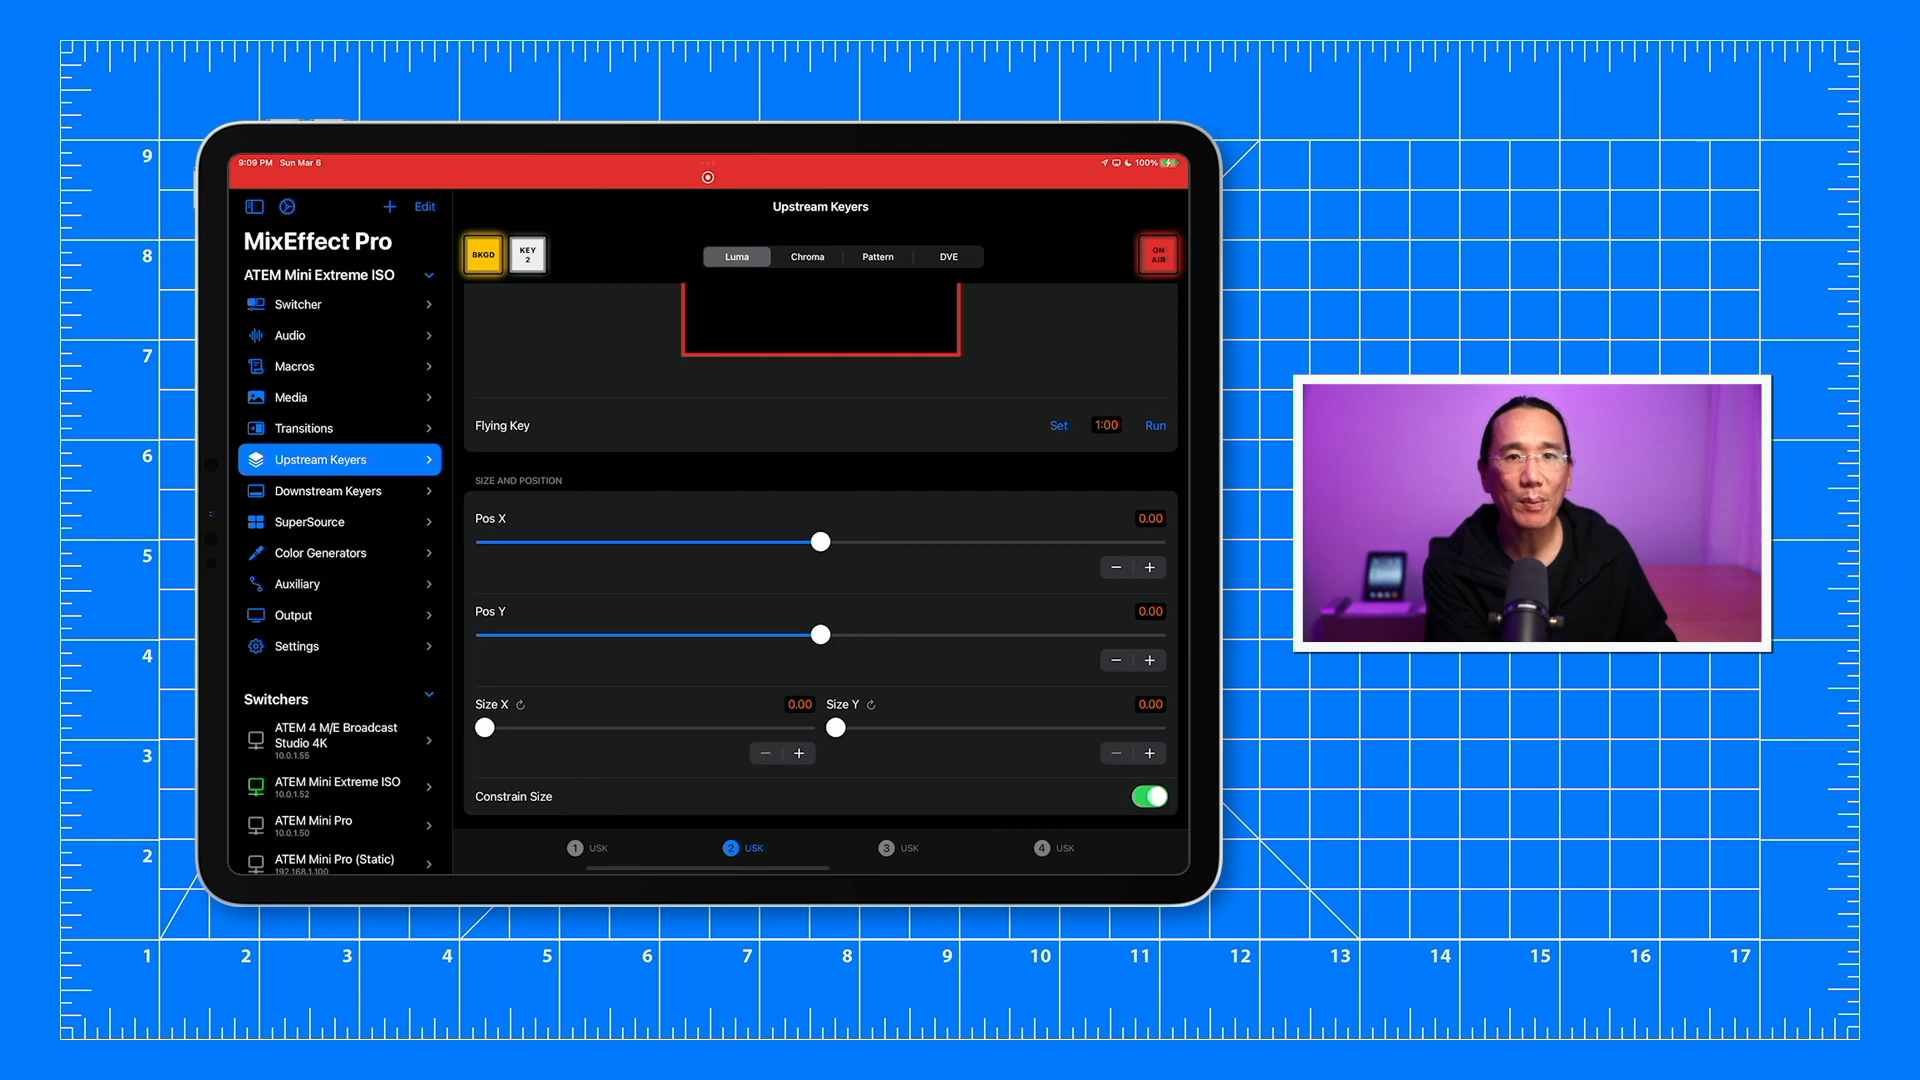 9:09 PM Sun Mar 6
100%
Edit
Upstream Keyers
MixEffect Pro
BKGD
KEY
2
Luma
Chroma
Pattern
DVE
ON
AIR
ATEM Mini Extreme ISO
Switcher
Audio
Macros
Media
Transitions
Upstream Keyers
Downstream Keyers
SuperSource
Color Generators
Auxiliary
Output
Settings
Switchers
ATEM 4 M/E Broadcast
Studio 4K
10.0.1.55
ATEM Mini Extreme ISO
10.0.1.52
ATEM Mini Pro
10.0.1.50
ATEM Mini Pro (Static)
192.168.1.100
Flying Key
Set
1:00
Run
SIZE AND POSITION
Pos X
0.00
Pos Y
0.00
Size X
0.00
Size Y
0.00
Constrain Size
1 USK
2 USK
3 USK
4 USK
9
8
7
6
5
4
3
2
1
2
3
4
5
6
7
8
9
10
11
12
13
14
15
16
17